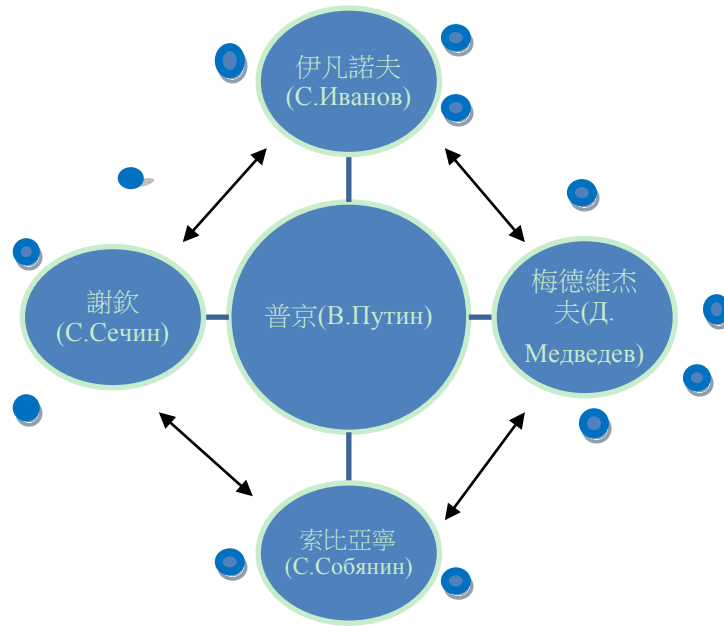 伊凡諾夫
(С.Иванов)
謝欽
(С.Сечин)
普京(В.Путин)
梅德維杰
夫(Д.
Медведев)
索比亞寧
(С.Собянин)